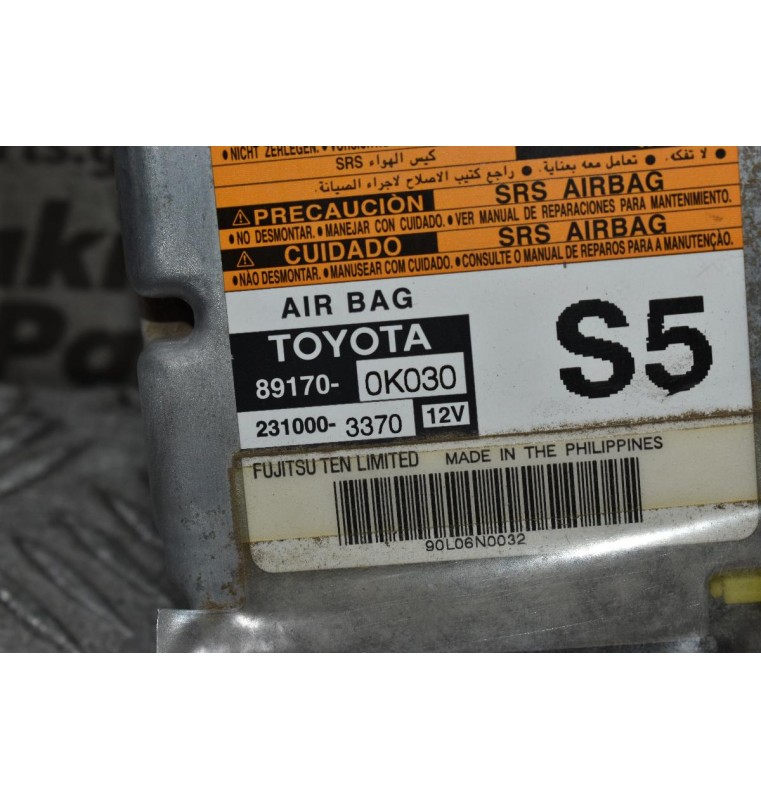 • NICHT ZERLEGEN.
SRS كيس الهواء
• لا تفكه. • تعامل معه بعناية. • راجع كتيب الاصلاح لاجراء الصيانة.
⚠ PRECAUCIÓN SRS AIRBAG
• NO DESMONTAR. • MANEJAR CON CUIDADO. • VER MANUAL DE REPARACIONES PARA MANTENIMIENTO.
⚠ CUIDADO SRS AIRBAG
• NÃO DESMONTAR. • MANUSEAR COM CUIDADO. • CONSULTE O MANUAL DE REPAROS PARA A MANUTENÇÃO.
AIR BAG
TOYOTA
S5
89170- 0K030
231000- 3370 12V
FUJITSU TEN LIMITED MADE IN THE PHILIPPINES
90L06N0032